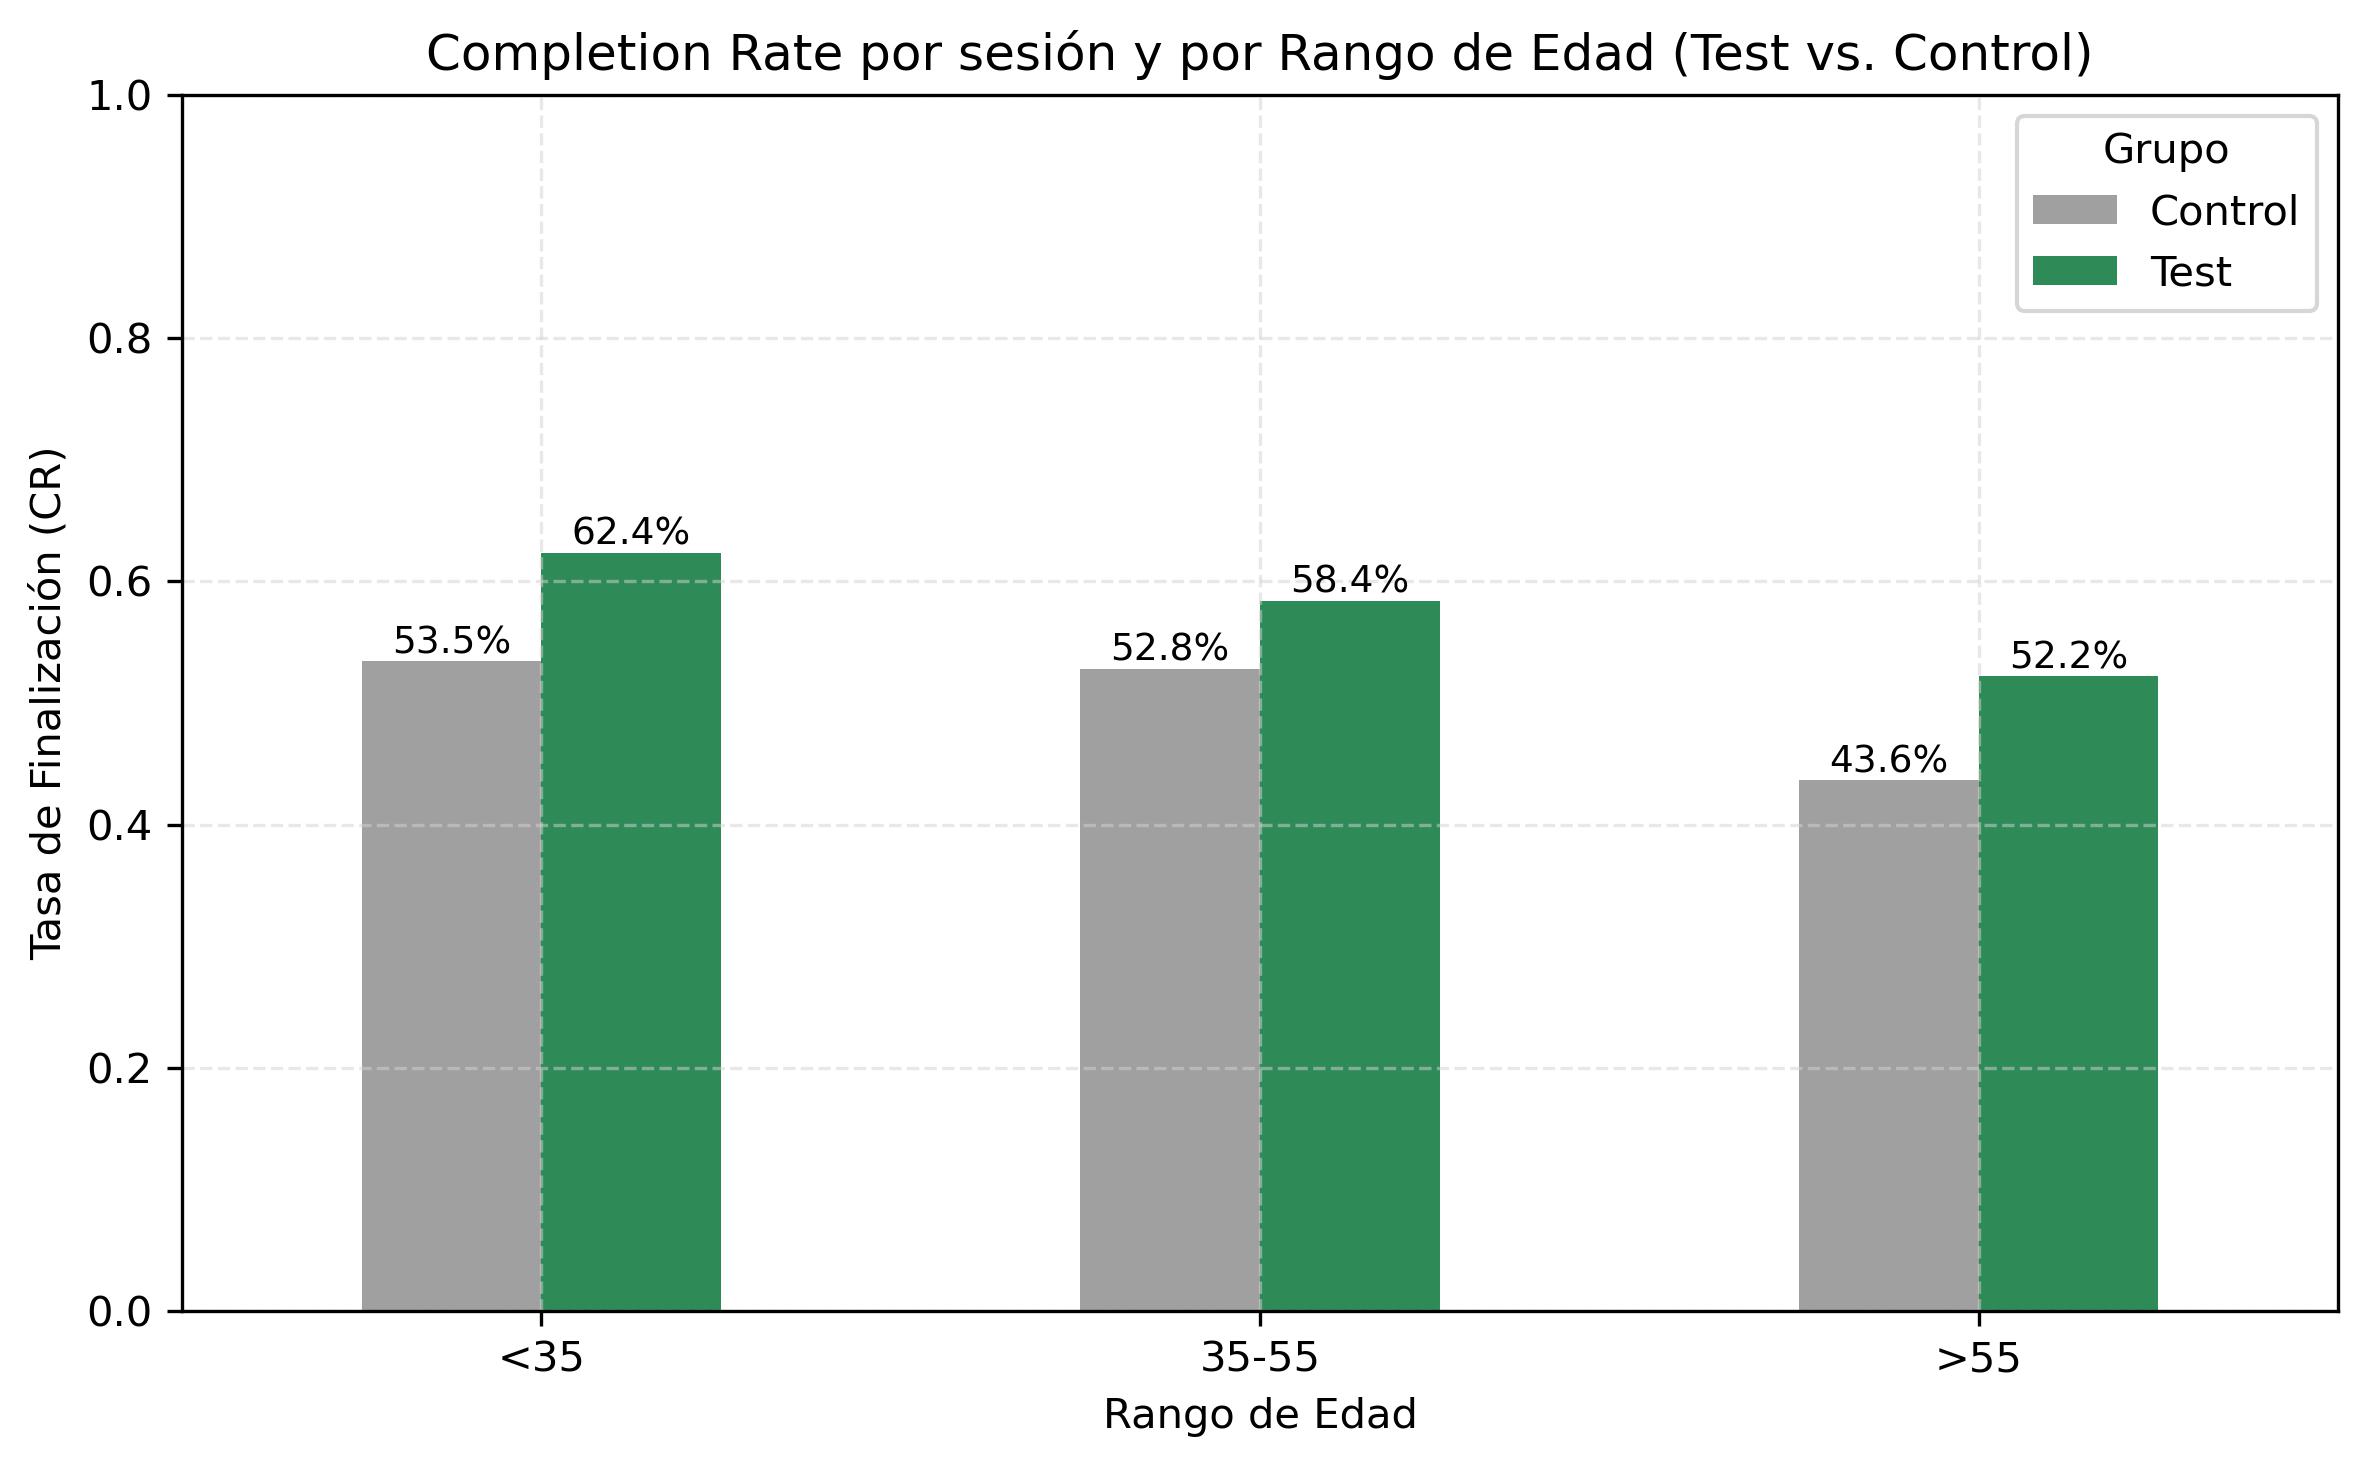 Completion Rate por sesión y por Rango de Edad (Test vs. Control)
Tasa de Finalización (CR)
1.0
0.8
0.6
0.4
0.2
0.0
Grupo
Control
Test
53.5%
62.4%
52.8%
58.4%
43.6%
52.2%
<35
35-55
>55
Rango de Edad